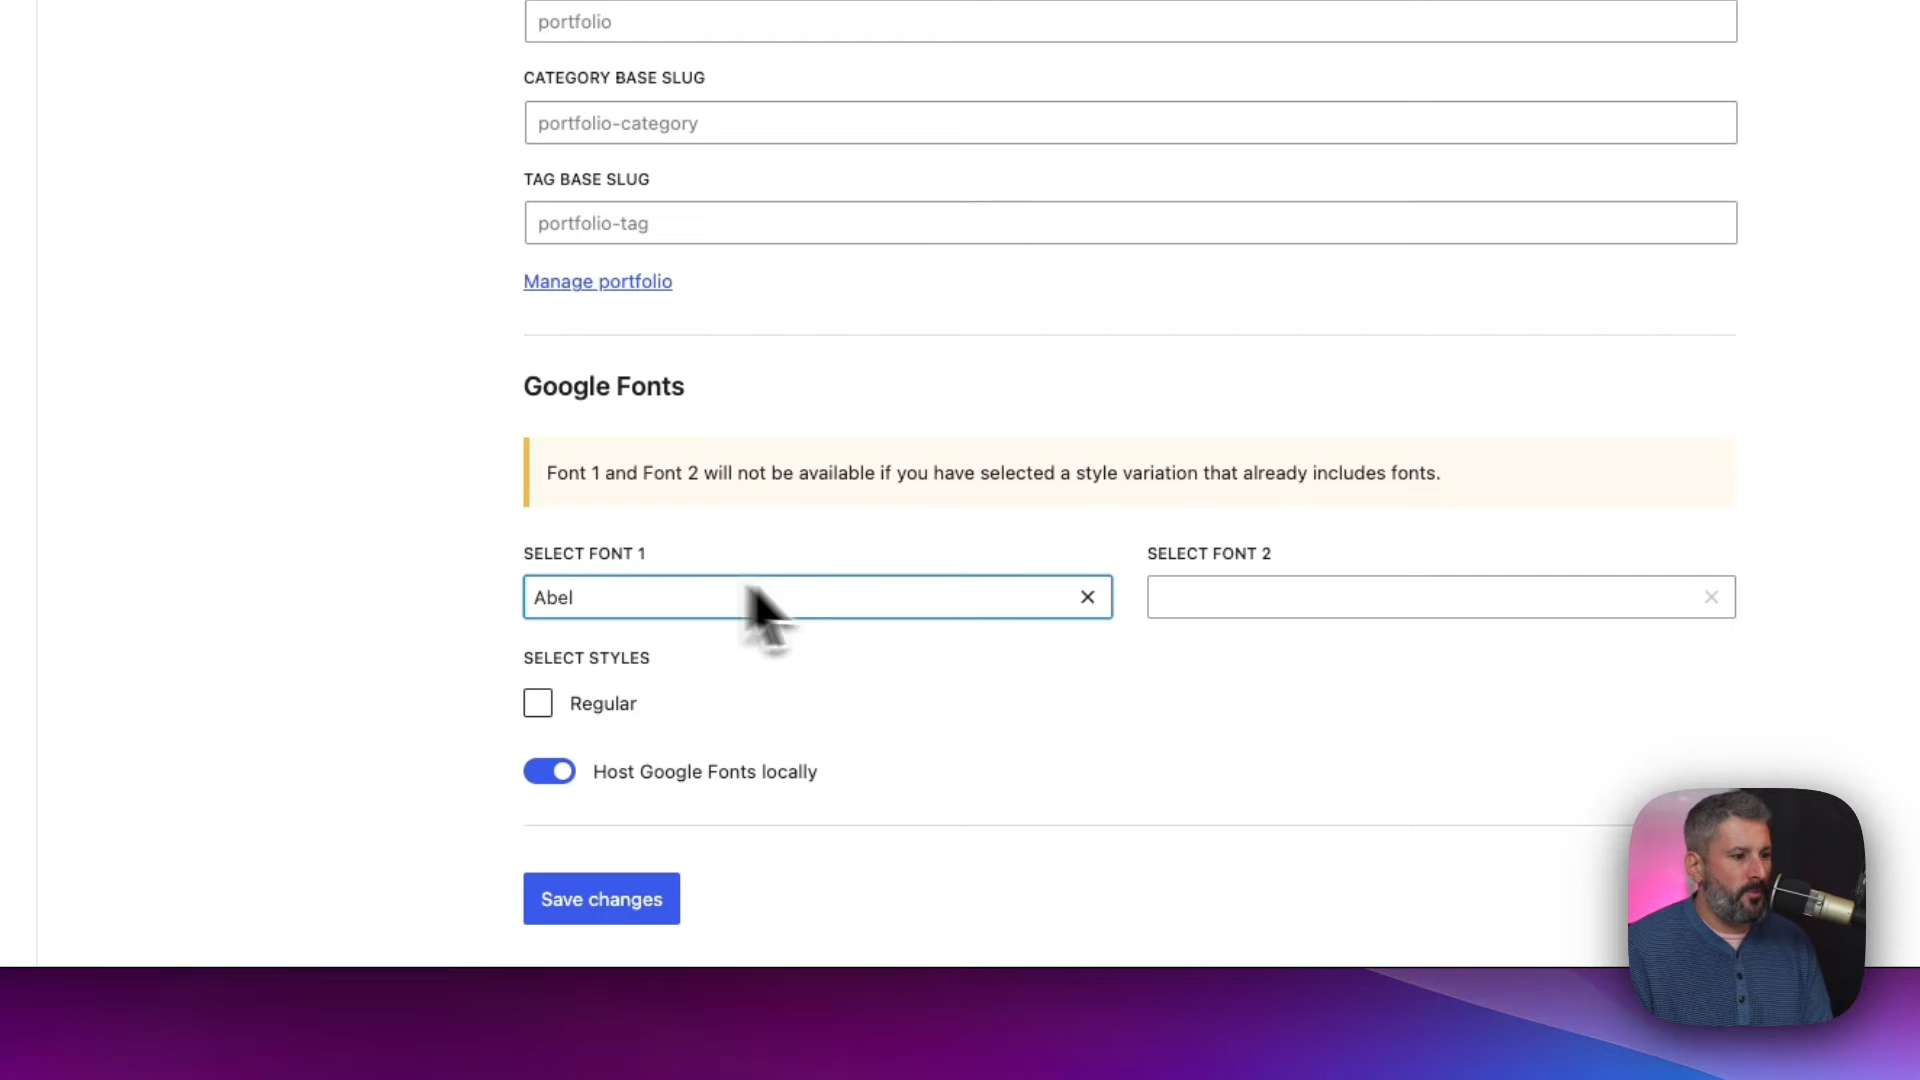 portfolio
CATEGORY BASE SLUG
portfolio-category
TAG BASE SLUG
portfolio-tag
Manage portfolio
Google Fonts
Font 1 and Font 2 will not be available if you have selected a style variation that already includes fonts.
SELECT FONT 1
SELECT FONT 2
Abel
SELECT STYLES
Regular
Host Google Fonts locally
Save changes